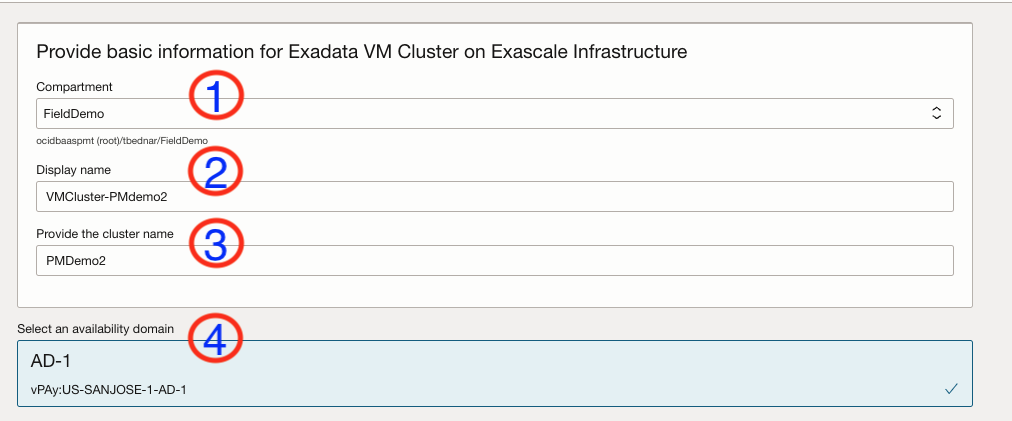 Provide basic information for Exadata VM Cluster on Exascale Infrastructure
Compartment
1
FieldDemo
ocidbaaspmt (root)/tbednar/FieldDemo
Display name
2
VMCluster-PMdemo2
Provide the cluster name
3
PMDemo2
Select an availability domain
4
AD-1
vPAy:US-SANJOSE-1-AD-1